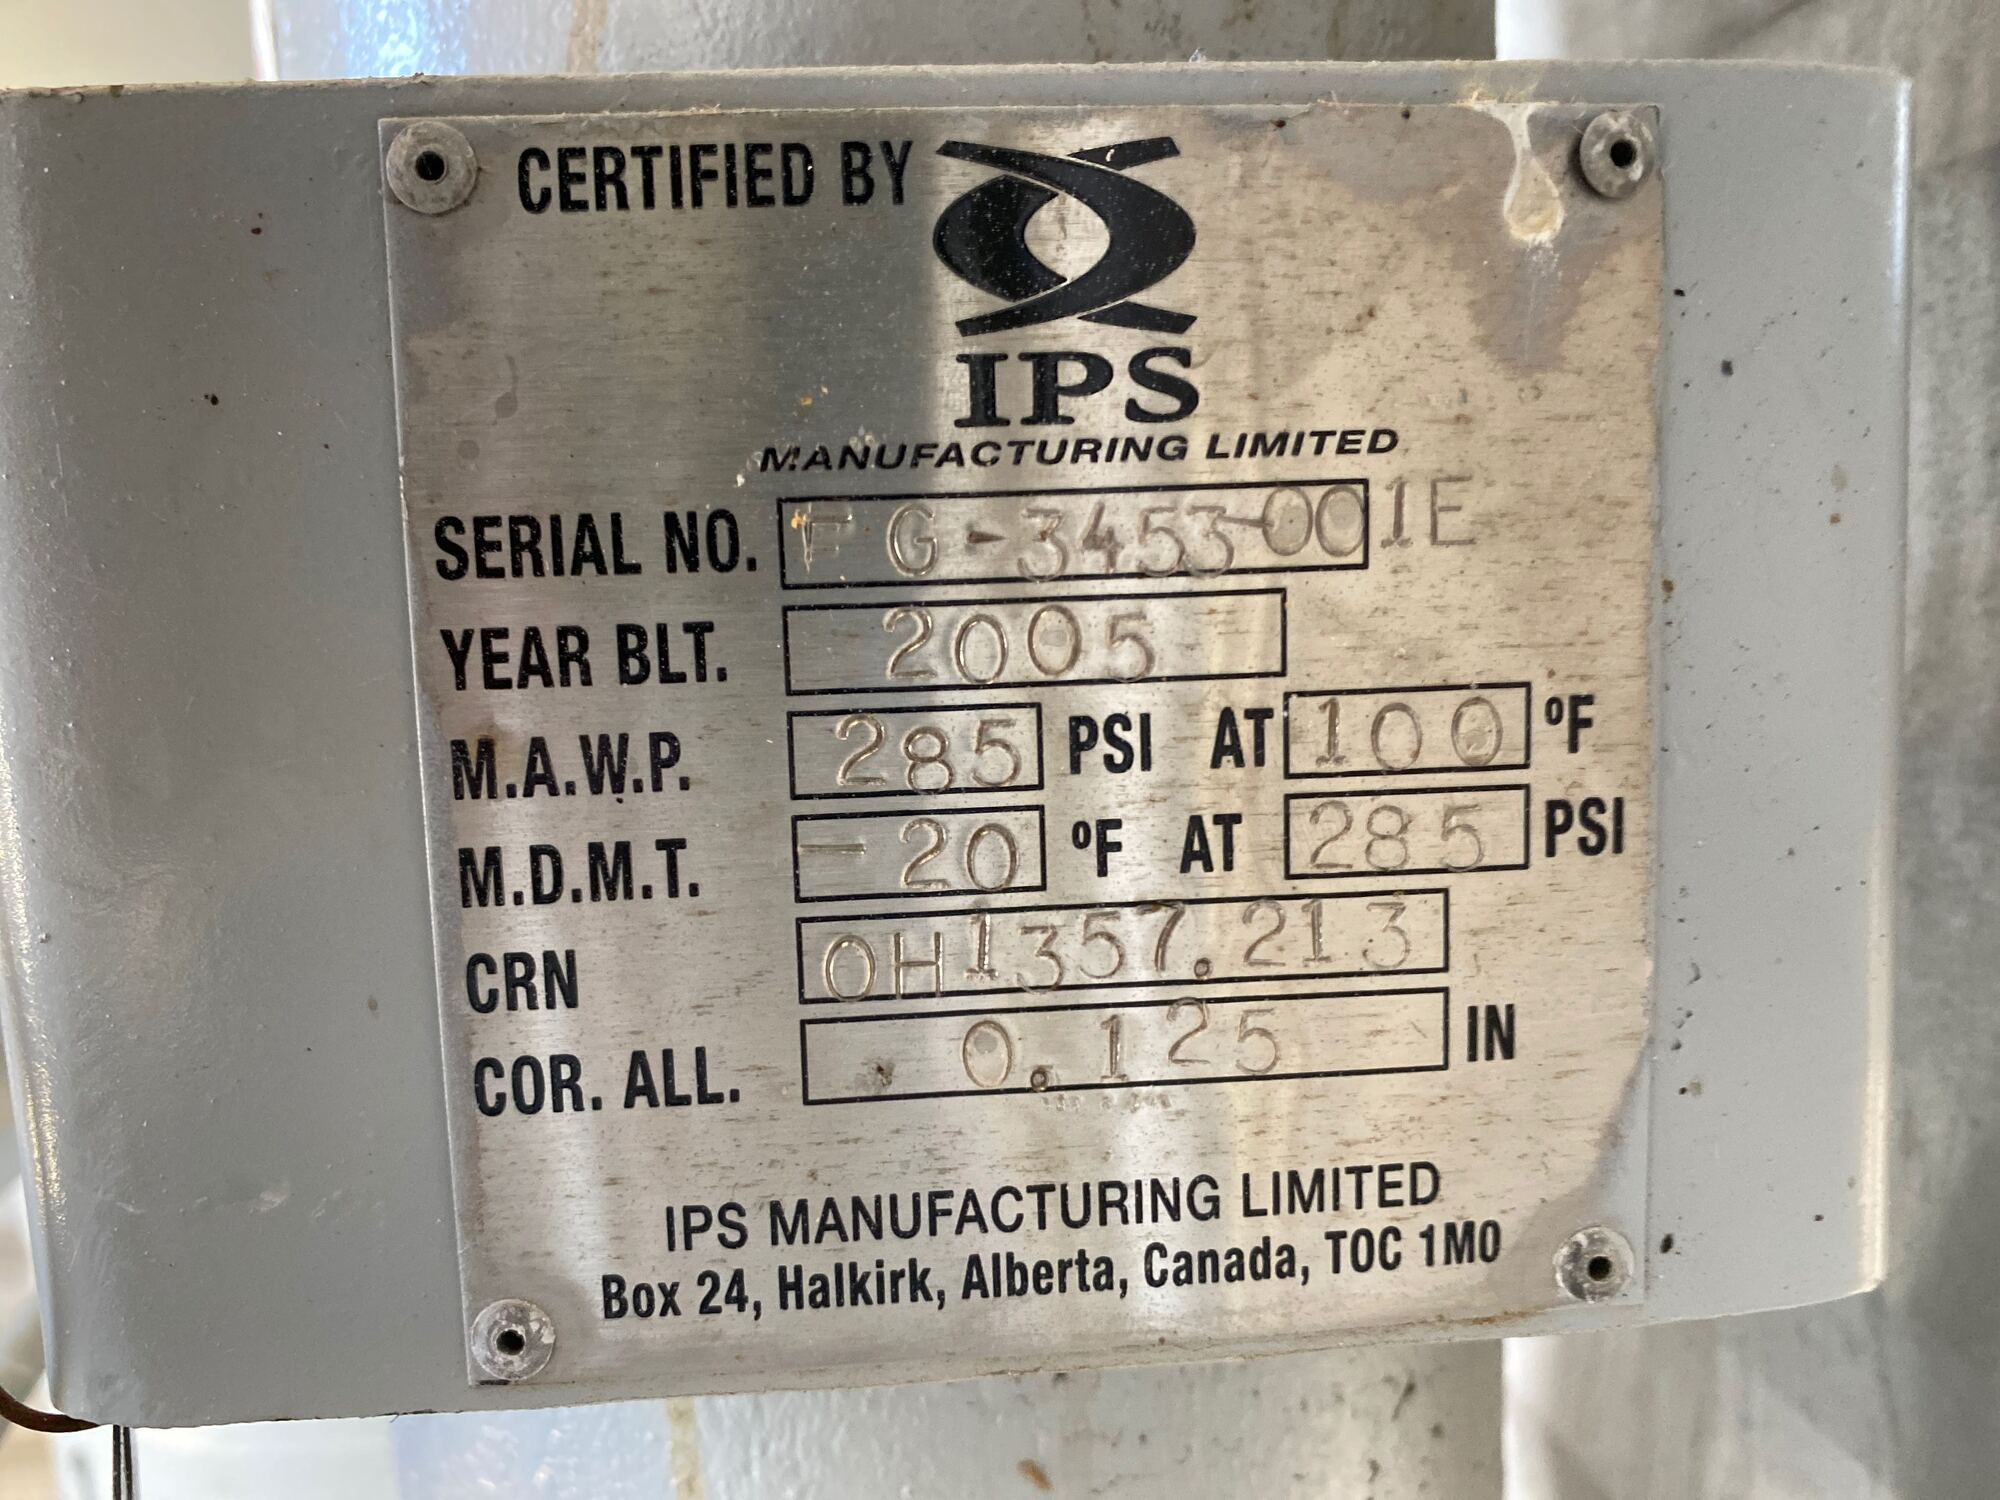 CERTIFIED BY
IPS
MANUFACTURING LIMITED
SERIAL NO. FG-3453-001E
YEAR BLT. 2005
M.A.W.P. 285 PSI AT 100 ºF
M.D.M.T. -20 ºF AT 285 PSI
CRN 0H1357.213
COR. ALL. 0.125 IN
IPS MANUFACTURING LIMITED
Box 24, Halkirk, Alberta, Canada, TOC 1M0